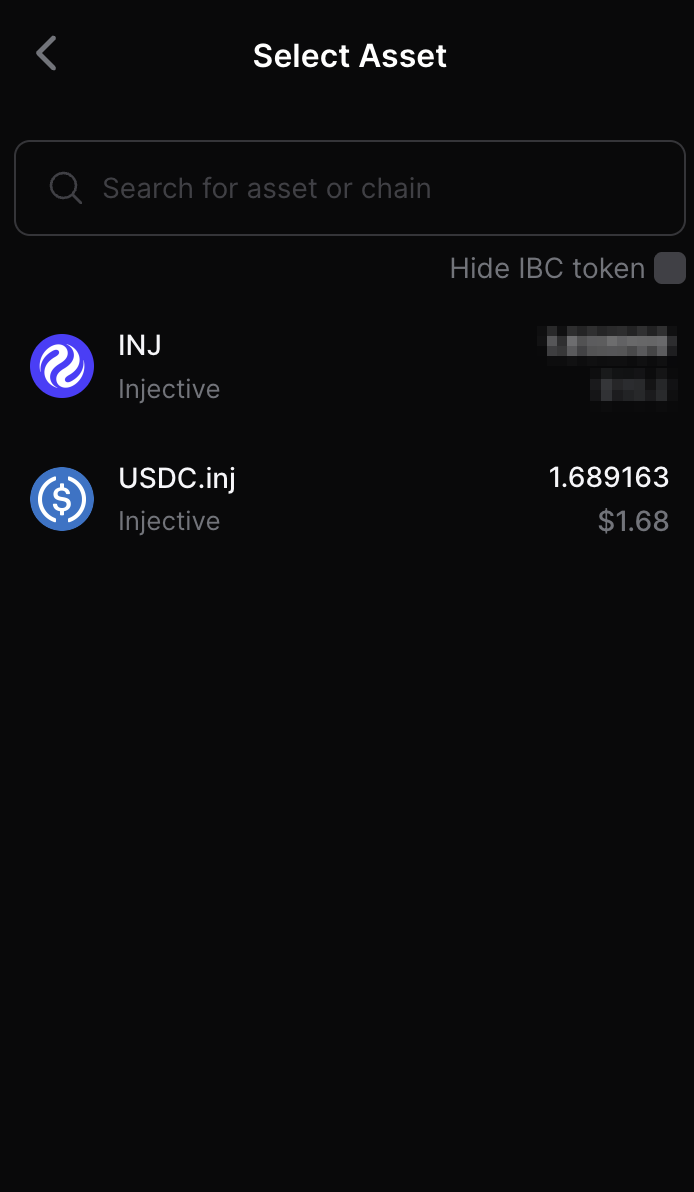 Select Asset
Search for asset or chain
Hide IBC token
INJ
Injective
USDC.inj
1.689163
Injective
$1.68